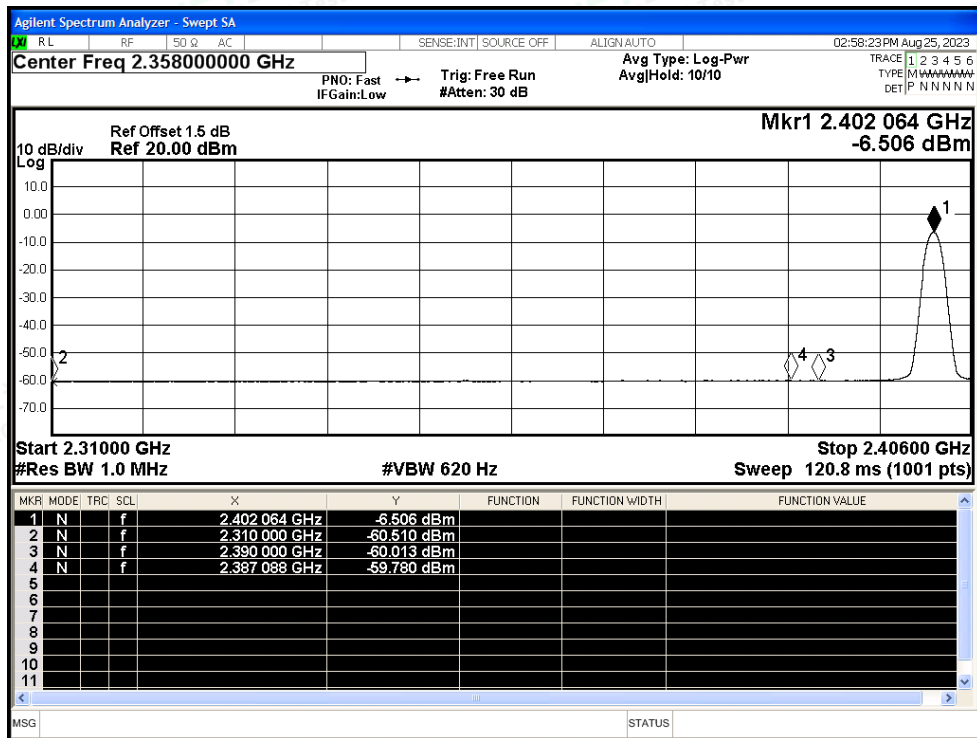 Agilent Spectrum Analyzer - Swept SA
LXI RL RF 50 Ω AC SENSE:INT SOURCE OFF ALIGN AUTO 02:58:23 PM Aug 25, 2023
Center Freq 2.358000000 GHz
PNO: Fast
IFGain:Low
Trig: Free Run
#Atten: 30 dB
Avg Type: Log-Pwr
Avg|Hold: 10/10
TRACE 1 2 3 4 5 6
TYPE M WWWWW
DET P N N N N N
Mkr1 2.402 064 GHz
-6.506 dBm
Ref Offset 1.5 dB
10 dB/div Ref 20.00 dBm
Log
10.0
0.00
-10.0
-20.0
-30.0
-40.0
-50.0
-60.0
-70.0
1
2
4
3
Start 2.31000 GHz Stop 2.40600 GHz
#Res BW 1.0 MHz #VBW 620 Hz Sweep 120.8 ms (1001 pts)
MKR MODE TRC SCL X Y FUNCTION FUNCTION WIDTH FUNCTION VALUE
1 N f 2.402 064 GHz -6.506 dBm
2 N f 2.310 000 GHz -60.510 dBm
3 N f 2.390 000 GHz -60.013 dBm
4 N f 2.387 088 GHz -59.780 dBm
5
6
7
8
9
10
11
MSG STATUS